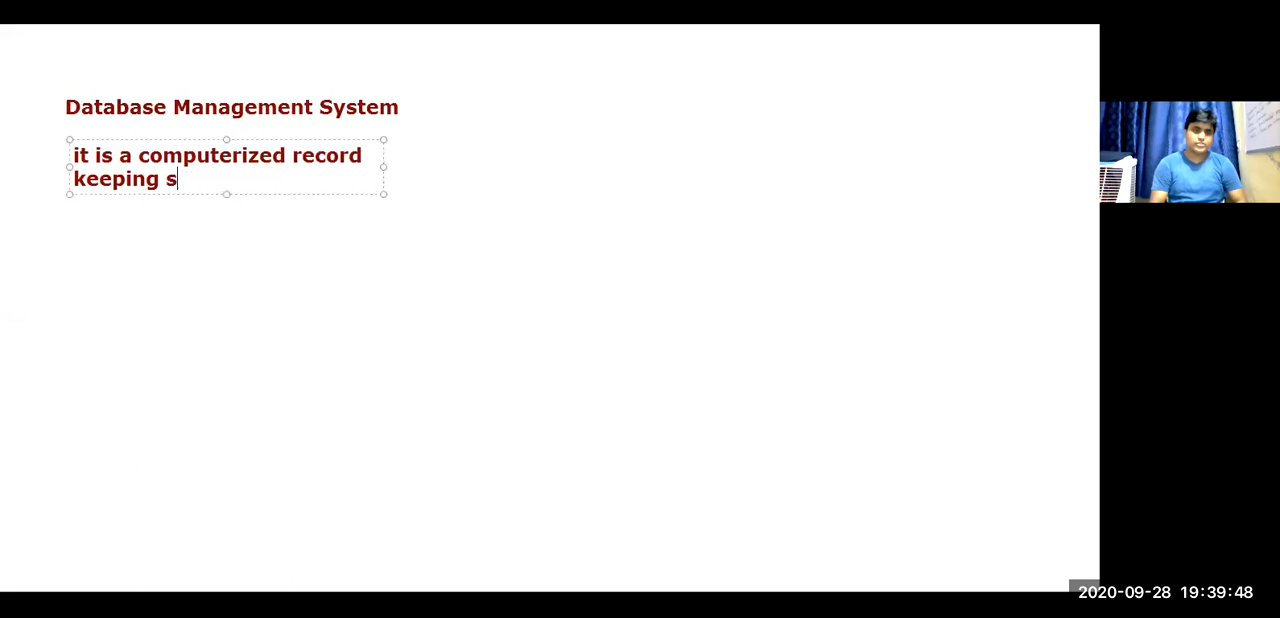 Database Management System
it is a computerized record
keeping s
2020-09-28 19:39:48